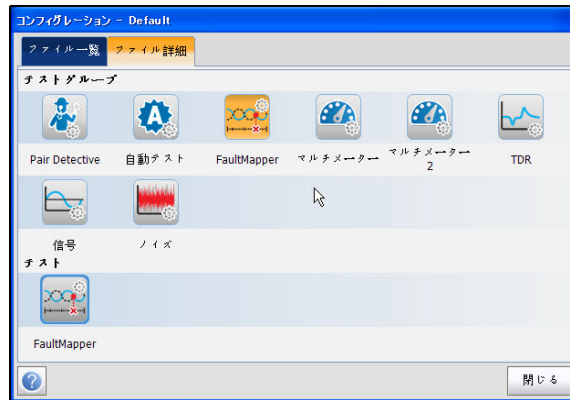 コンフィグレーション - Default
ファイル一覧 ファイル詳細
テストグループ
Pair Detective 自動テスト FaultMapper マルチメーター マルチメーター 2 TDR
信号 ノイズ
テスト
FaultMapper
? 閉じる